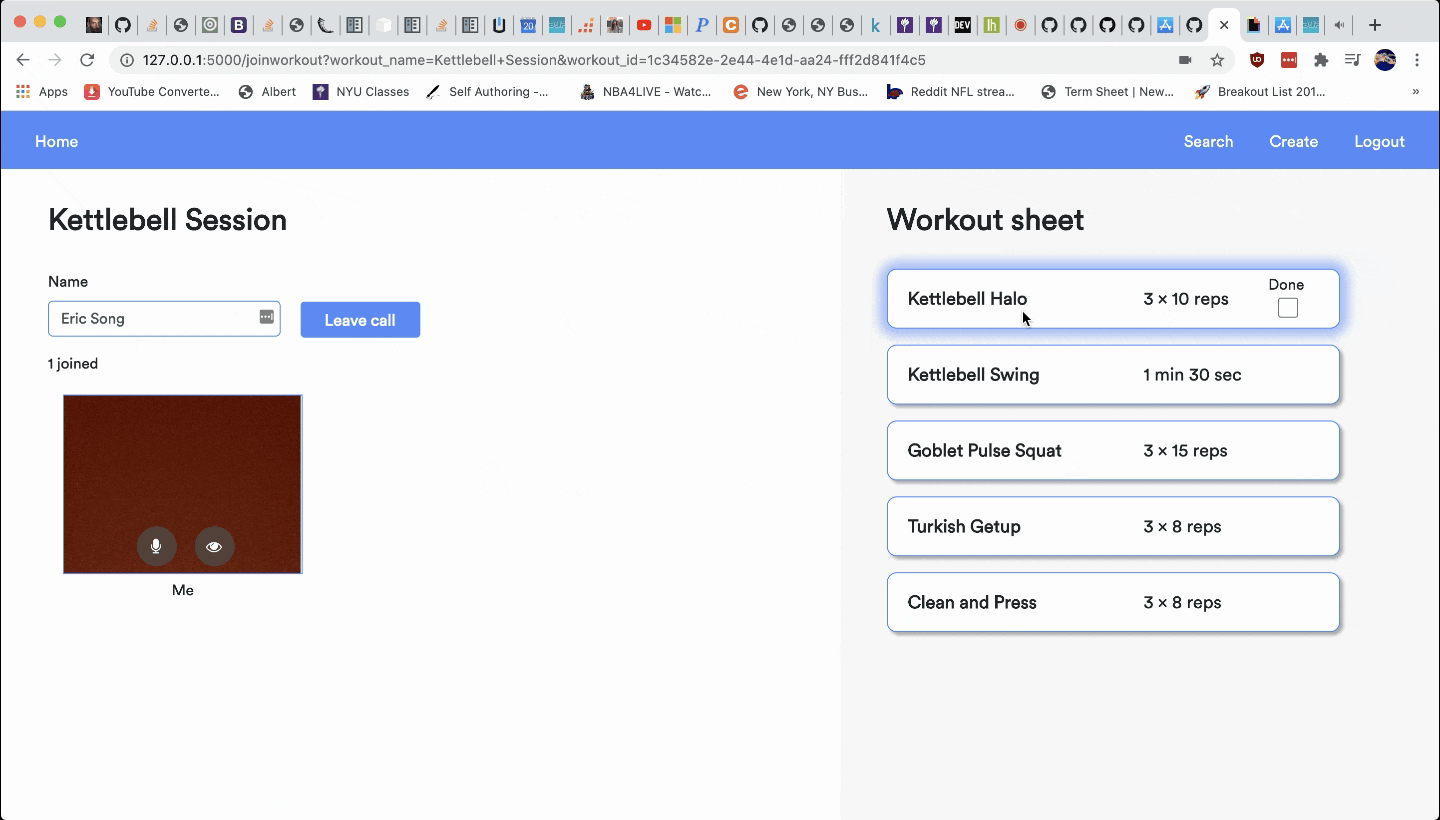 127.0.0.1:5000/joinworkout?workout_name=Kettlebell+Session&workout_id=1c34582e-2e44-4e1d-aa24-fff2d841f4c5
Apps YouTube Converte... Albert NYU Classes Self Authoring -... NBA4LIVE - Watc... New York, NY Bus... Reddit NFL strea... Term Sheet | New... Breakout List 201... »
Home Search Create Logout
Kettlebell Session
Name
Eric Song
Leave call
1 joined
Me
Workout sheet
Kettlebell Halo 3 × 10 reps Done
Kettlebell Swing 1 min 30 sec
Goblet Pulse Squat 3 × 15 reps
Turkish Getup 3 × 8 reps
Clean and Press 3 × 8 reps